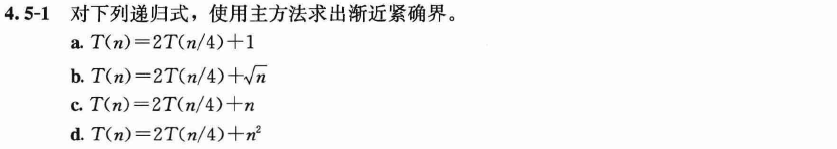 4.5-1 对下列递归式，使用主方法求出渐近紧确界。
a. T(n)=2T(n/4)+1
b. T(n)=2T(n/4)+√n
c. T(n)=2T(n/4)+n
d. T(n)=2T(n/4)+n²